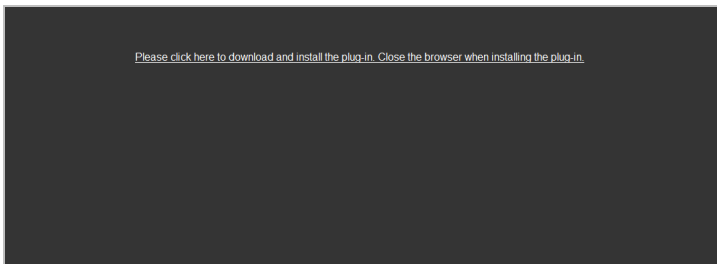 Please click here to download and install the plug-in. Close the browser when installing the plug-in.